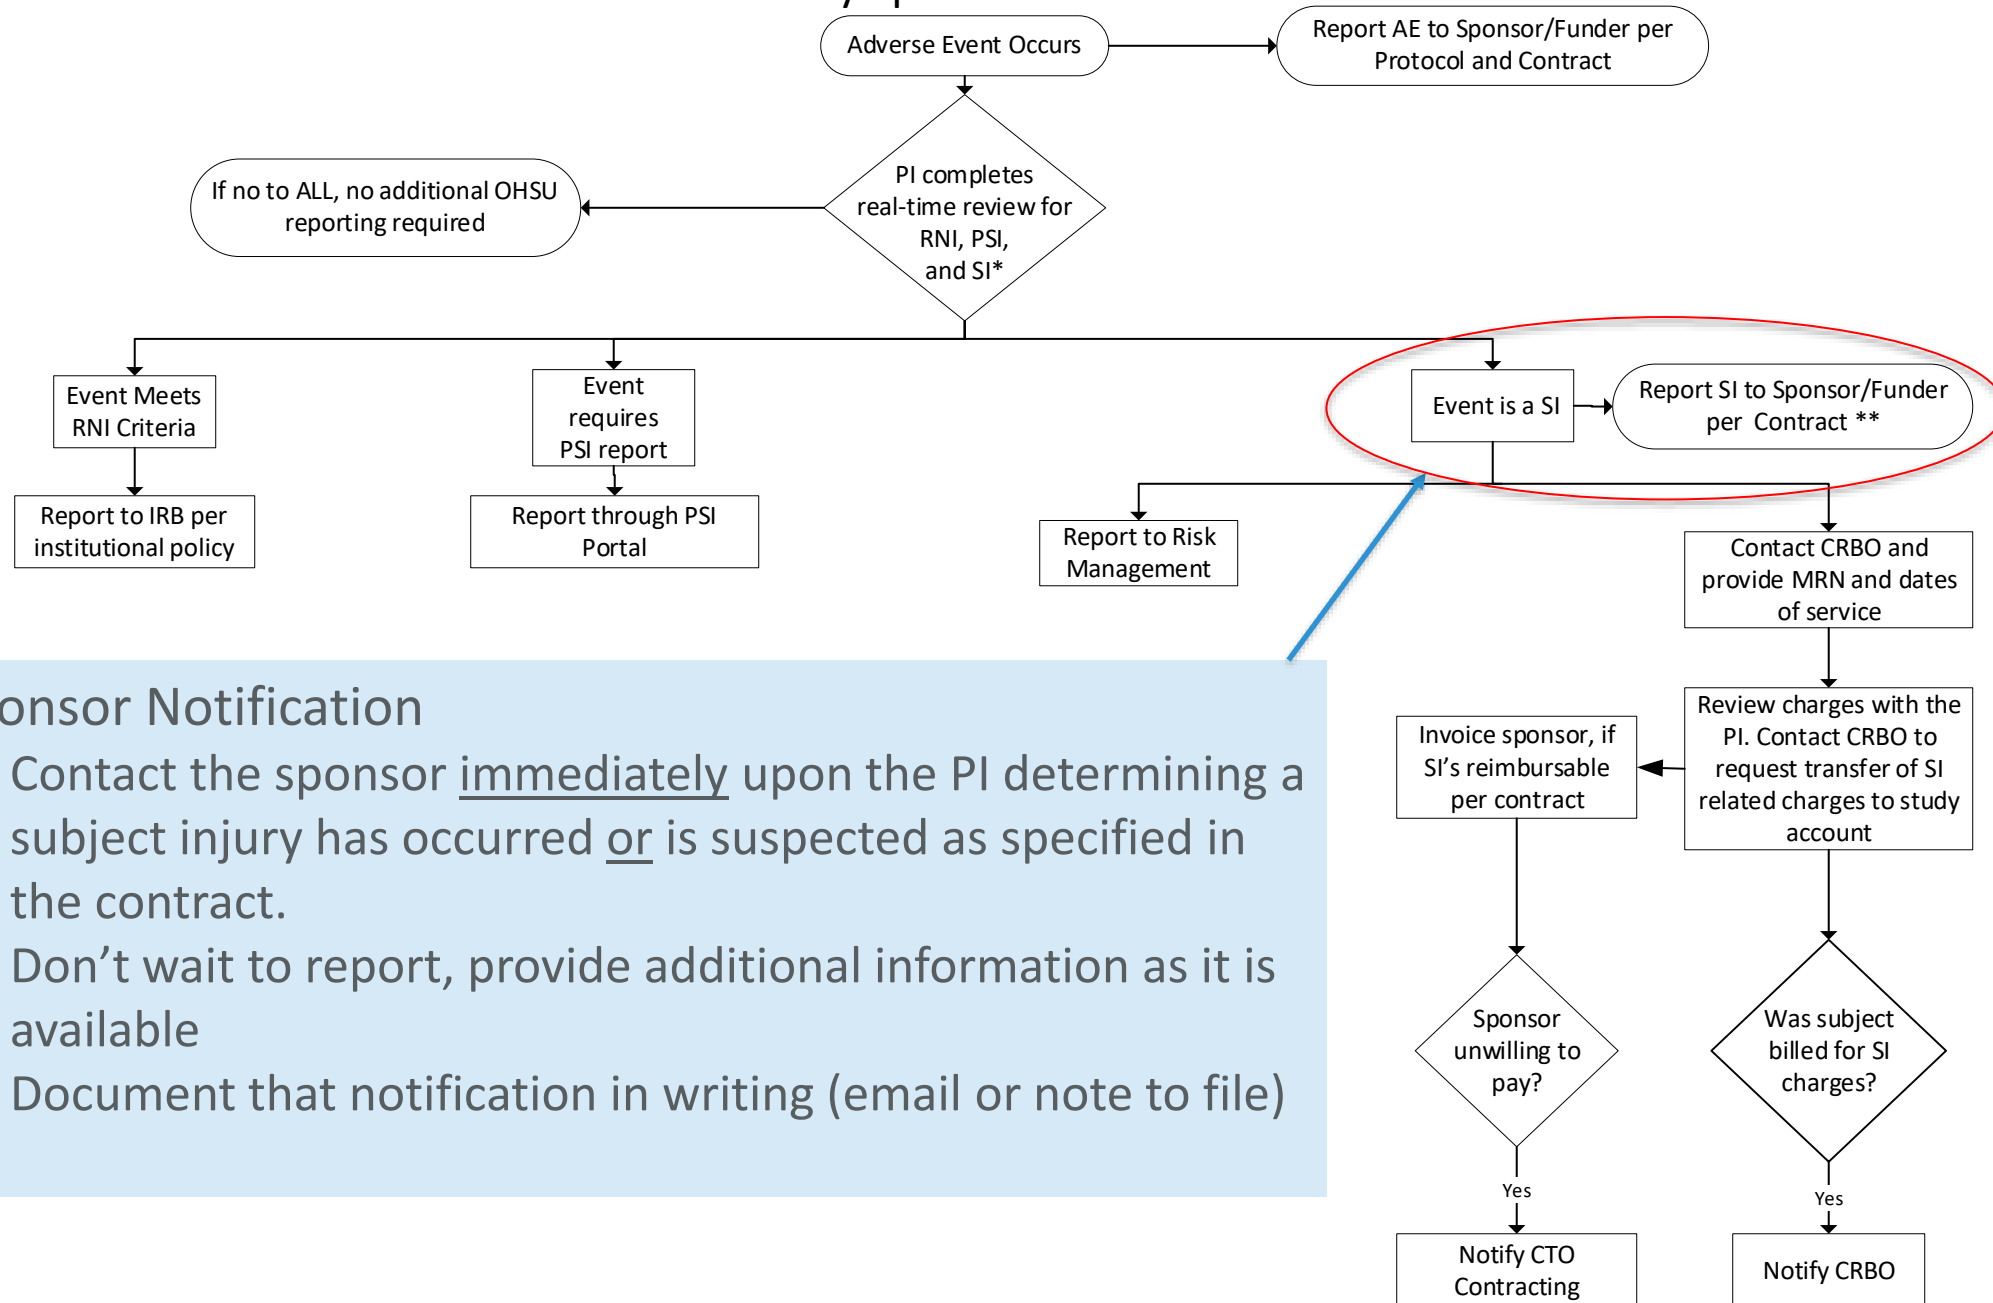 Adverse Event Occurs
Report AE to Sponsor/Funder per
Protocol and Contract
PI completes
real-time review for
RNI, PSI,
and SI*
If no to ALL, no additional OHSU
reporting required
Event Meets
RNI Criteria
Event
requires
PSI report
Event is a SI
Report SI to Sponsor/Funder
per Contract **
Report to IRB per
institutional policy
Report through PSI
Portal
Report to Risk
Management
Contact CRBO and
provide MRN and dates
of service
onsor Notification
Contact the sponsor immediately upon the PI determining a
subject injury has occurred or is suspected as specified in
the contract.
Don’t wait to report, provide additional information as it is
available
Document that notification in writing (email or note to file)
Invoice sponsor, if
SI’s reimbursable
per contract
Review charges with the
PI. Contact CRBO to
request transfer of SI
related charges to study
account
Sponsor
unwilling to
pay?
Was subject
billed for SI
charges?
Yes
Yes
Notify CTO
Contracting
Notify CRBO